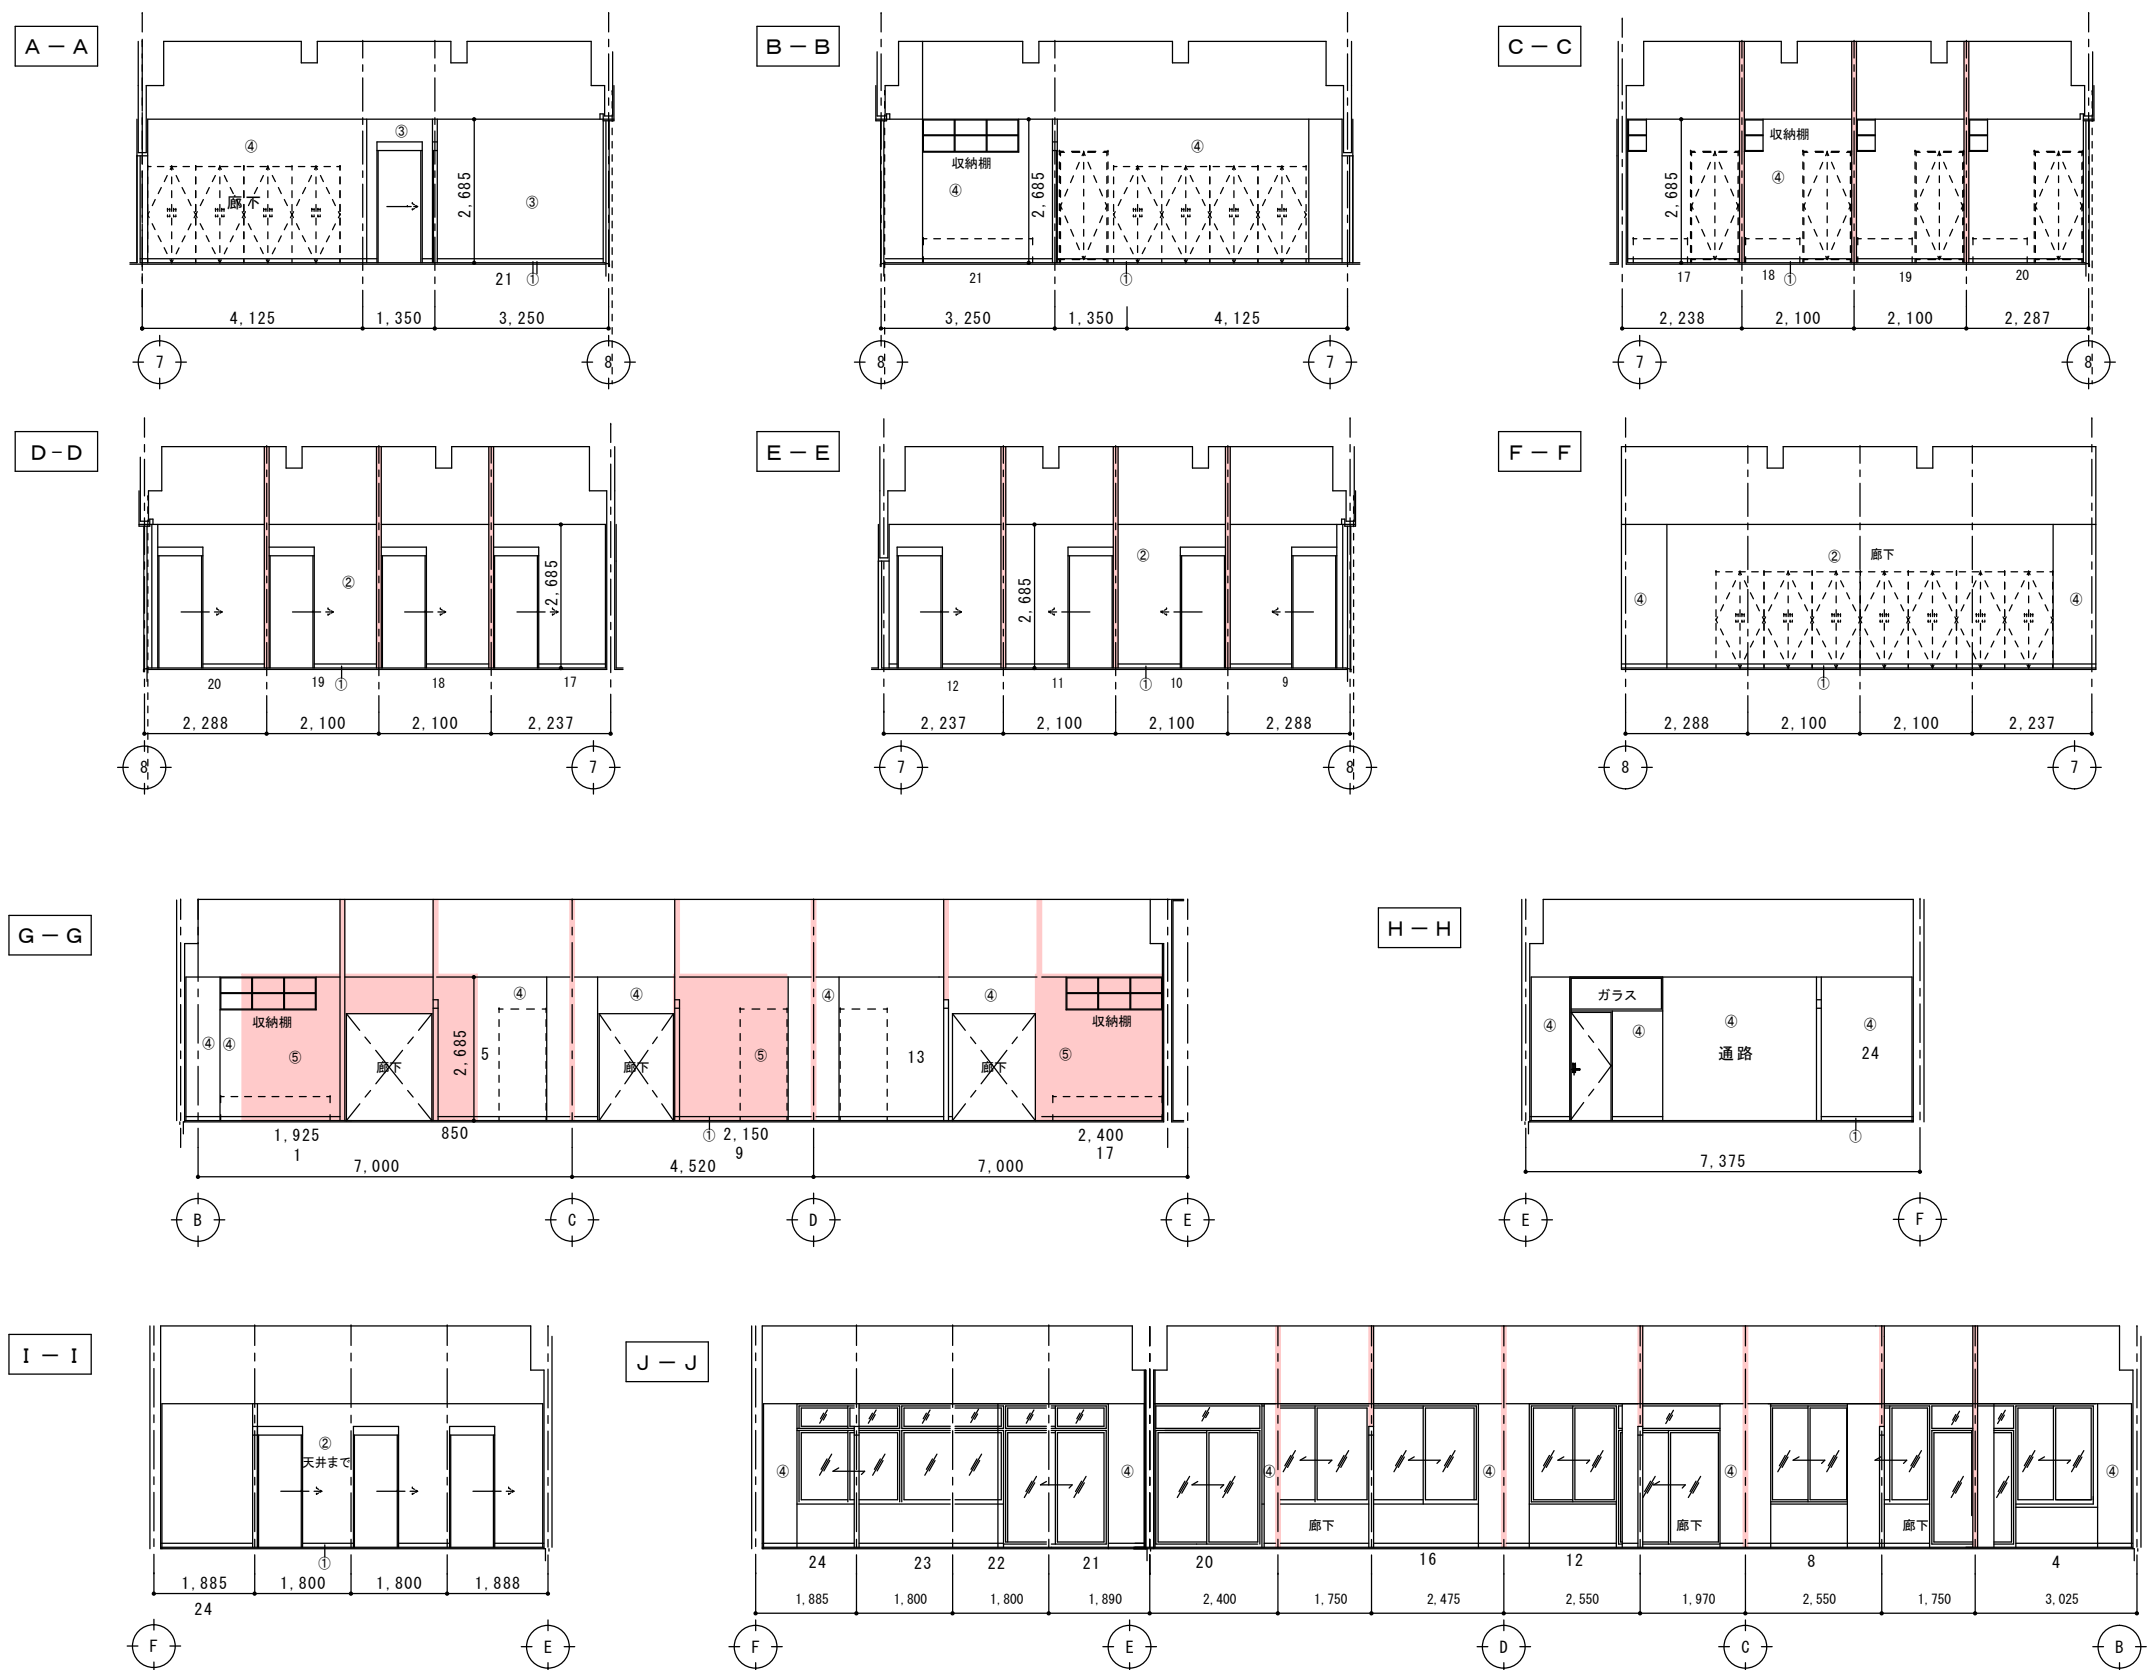 A－A
④
③
廊下
2,685
③
21 ①
4,125 1,350 3,250
7 8
B－B
収納棚
④
④
2,685
21 ①
3,250 1,350 4,125
8 7
C－C
収納棚
④
2,685
17 18 ① 19 20
2,238 2,100 2,100 2,287
7 8
D－D
②
2,685
20 19 ① 18 17
2,288 2,100 2,100 2,237
8 7
E－E
②
2,685
12 11 ① 10 9
2,237 2,100 2,100 2,288
7 8
F－F
② 廊下
④ ④
①
2,288 2,100 2,100 2,237
8 7
G－G
④ ④ ④ ④
収納棚 収納棚
④ ④
⑤ 廊下 2,685 5 廊下 ⑤ 13 廊下 ⑤
1,925 850 ① 2,150 2,400
1 9 17
7,000 4,520 7,000
B C D E
H－H
ガラス
④ ④ ④ ④
通路 24
①
7,375
E F
I－I
②
天井まで
①
1,885 1,800 1,800 1,888
24
F E
J－J
④ ④ ④ ④ ④ ④
廊下 廊下 廊下
24 23 22 21 20 16 12 8 4
1,885 1,800 1,800 1,890 2,400 1,750 2,475 2,550 1,970 2,550 1,750 3,025
F E D C B